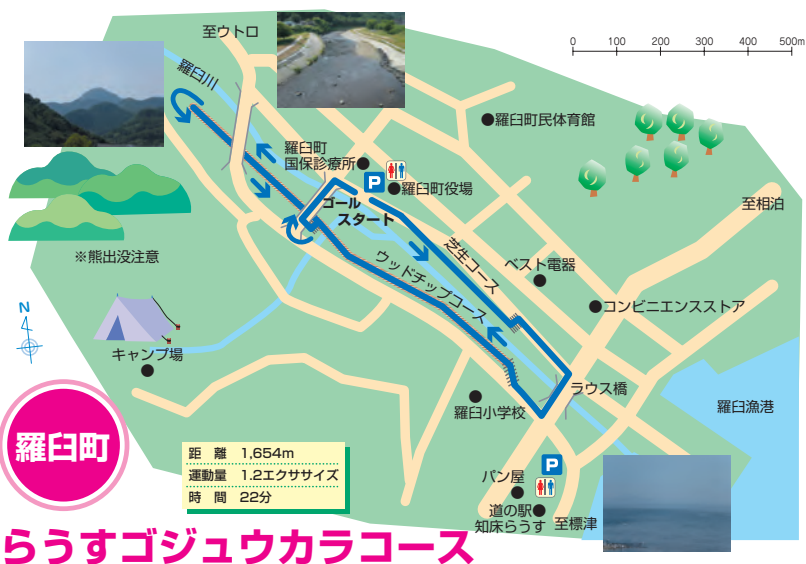 至ウトロ
0 100 200 300 400 500m
羅臼川
羅臼町民体育館
羅臼町
国保診療所
P
羅臼町役場
ゴール
スタート
至相泊
※熊出没注意
芝生コース
ベスト電器
ウッドチップコース
コンビニエンスストア
N
キャンプ場
ラウス橋
羅臼漁港
羅臼小学校
羅臼町
距 離 1,654m
運動量 1.2エクササイズ
時 間 22分
P
パン屋
道の駅
知床らうす
至標津
らうすゴジュウカラコース